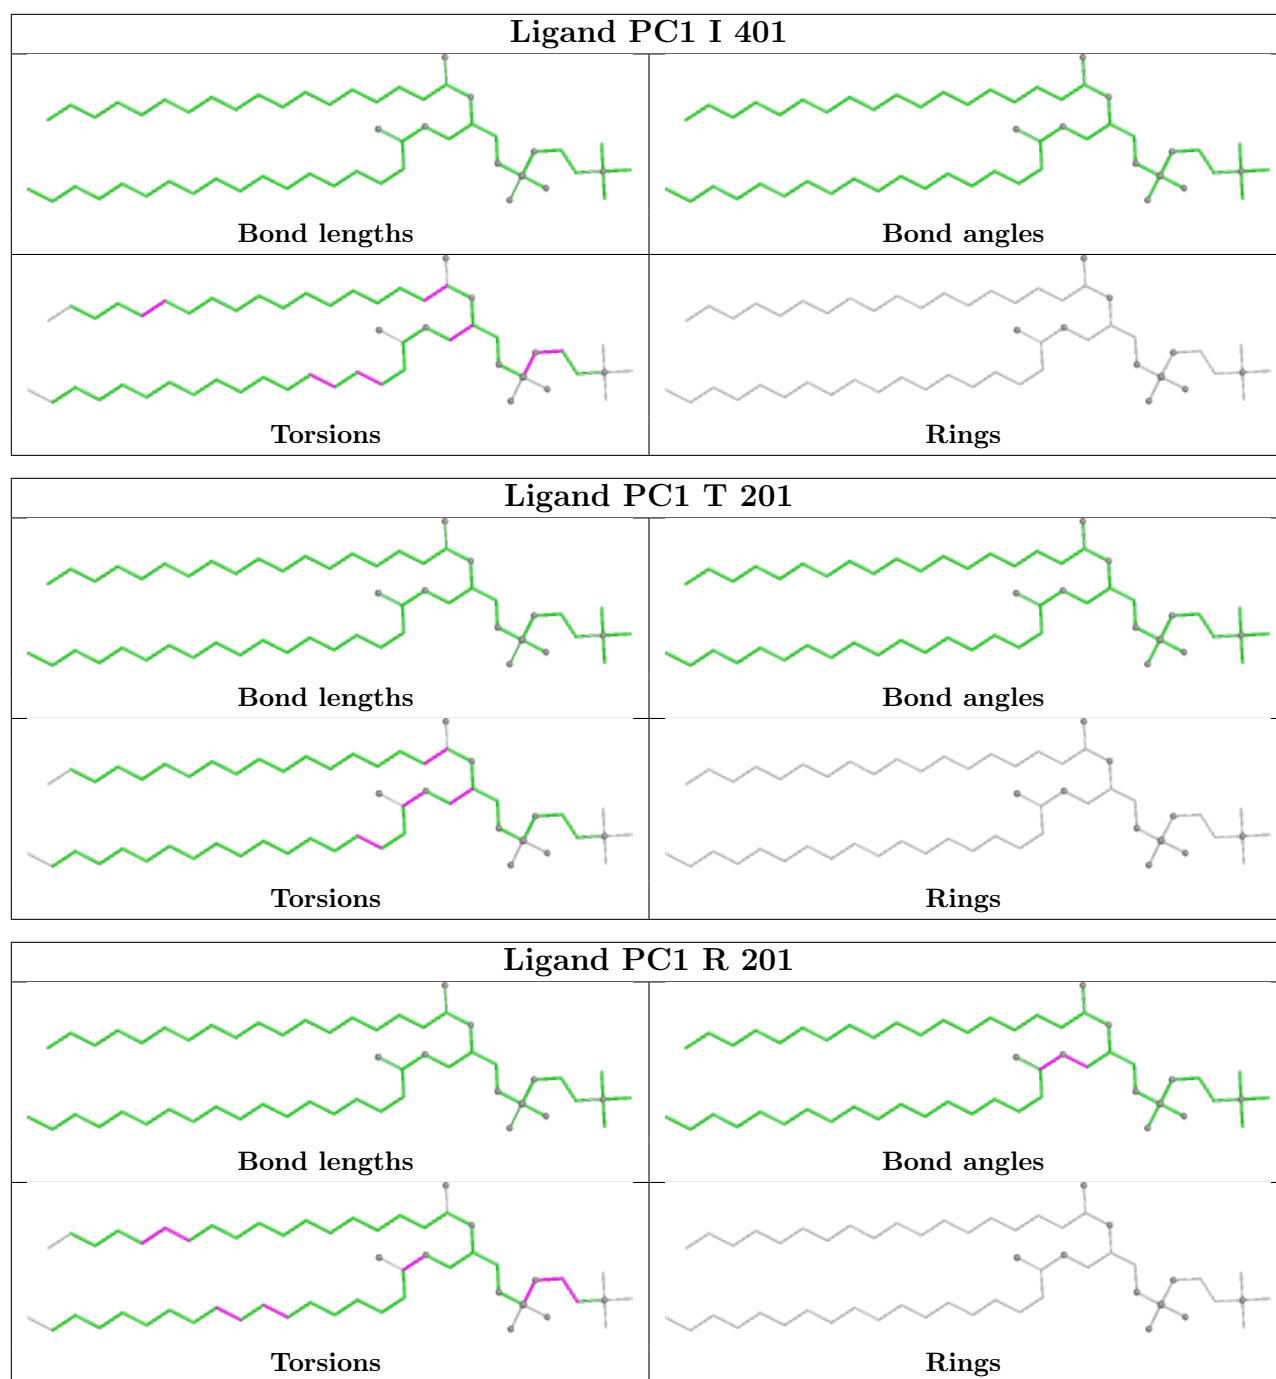 Ligand PC1 I 401
Bond lengths
Bond angles
Torsions
Rings
Ligand PC1 T 201
Bond lengths
Bond angles
Torsions
Rings
Ligand PC1 R 201
Bond lengths
Bond angles
Torsions
Rings